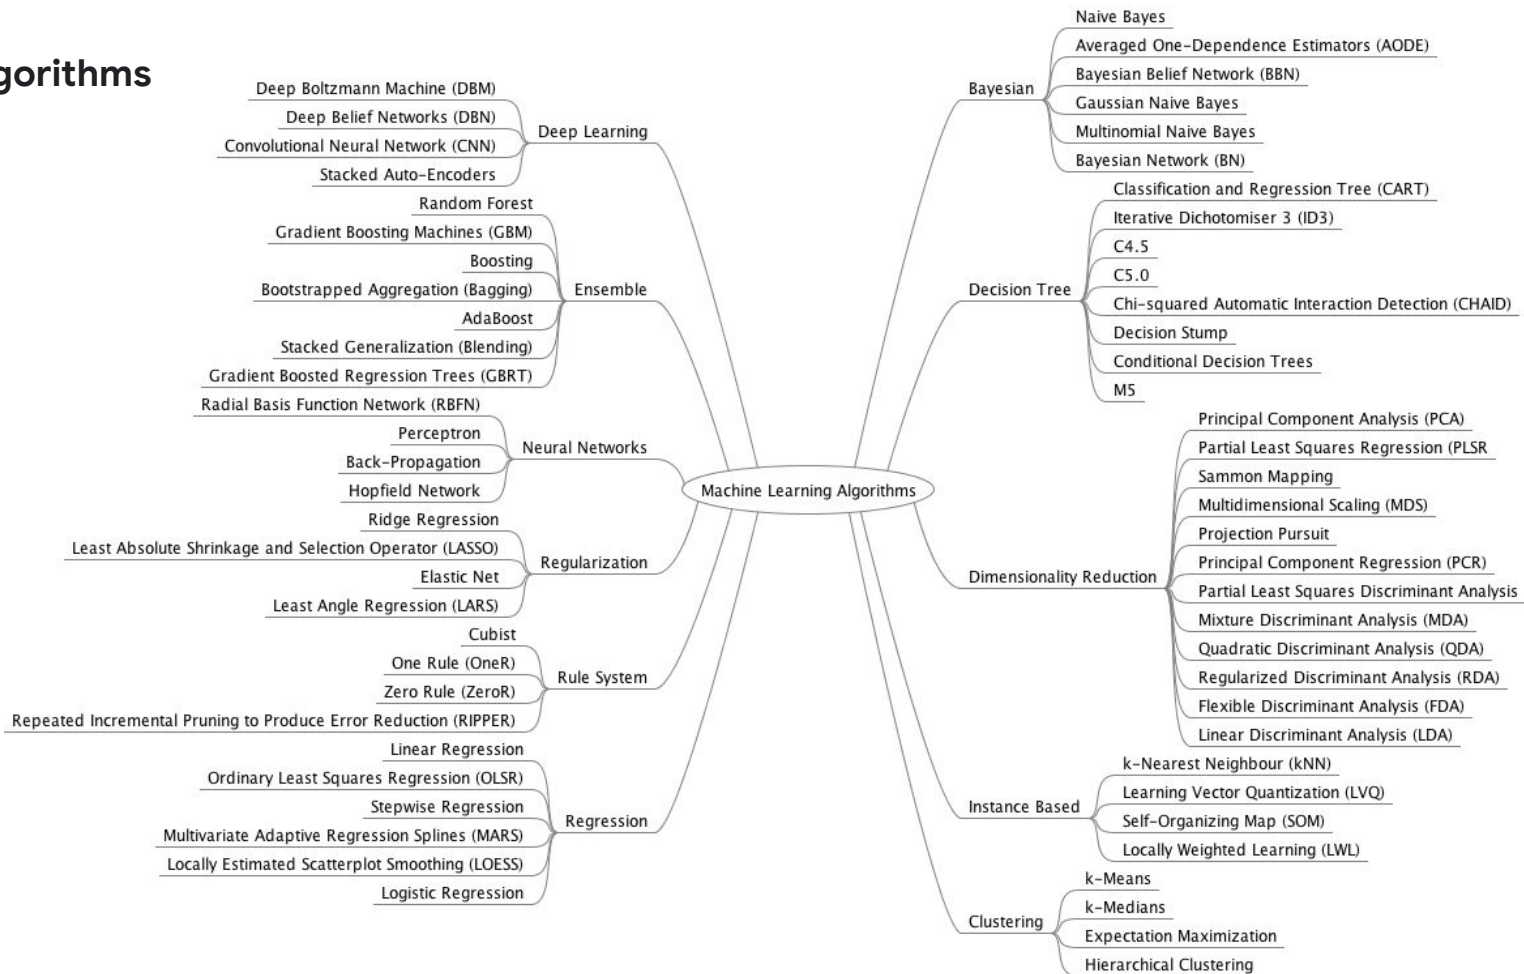 gorithms
Deep Boltzmann Machine (DBM)
Deep Belief Networks (DBN)
Convolutional Neural Network (CNN)
Stacked Auto-Encoders
Deep Learning
Random Forest
Gradient Boosting Machines (GBM)
Boosting
Bootstrapped Aggregation (Bagging)
AdaBoost
Stacked Generalization (Blending)
Gradient Boosted Regression Trees (GBRT)
Ensemble
Radial Basis Function Network (RBFN)
Perceptron
Back-Propagation
Hopfield Network
Neural Networks
Ridge Regression
Least Absolute Shrinkage and Selection Operator (LASSO)
Elastic Net
Least Angle Regression (LARS)
Regularization
Cubist
One Rule (OneR)
Zero Rule (ZeroR)
Repeated Incremental Pruning to Produce Error Reduction (RIPPER)
Rule System
Linear Regression
Ordinary Least Squares Regression (OLSR)
Stepwise Regression
Multivariate Adaptive Regression Splines (MARS)
Locally Estimated Scatterplot Smoothing (LOESS)
Logistic Regression
Regression
Machine Learning Algorithms
Bayesian
Naive Bayes
Averaged One-Dependence Estimators (AODE)
Bayesian Belief Network (BBN)
Gaussian Naive Bayes
Multinomial Naive Bayes
Bayesian Network (BN)
Decision Tree
Classification and Regression Tree (CART)
Iterative Dichotomiser 3 (ID3)
C4.5
C5.0
Chi-squared Automatic Interaction Detection (CHAID)
Decision Stump
Conditional Decision Trees
M5
Dimensionality Reduction
Principal Component Analysis (PCA)
Partial Least Squares Regression (PLSR
Sammon Mapping
Multidimensional Scaling (MDS)
Projection Pursuit
Principal Component Regression (PCR)
Partial Least Squares Discriminant Analysis
Mixture Discriminant Analysis (MDA)
Quadratic Discriminant Analysis (QDA)
Regularized Discriminant Analysis (RDA)
Flexible Discriminant Analysis (FDA)
Linear Discriminant Analysis (LDA)
Instance Based
k-Nearest Neighbour (kNN)
Learning Vector Quantization (LVQ)
Self-Organizing Map (SOM)
Locally Weighted Learning (LWL)
Clustering
k-Means
k-Medians
Expectation Maximization
Hierarchical Clustering